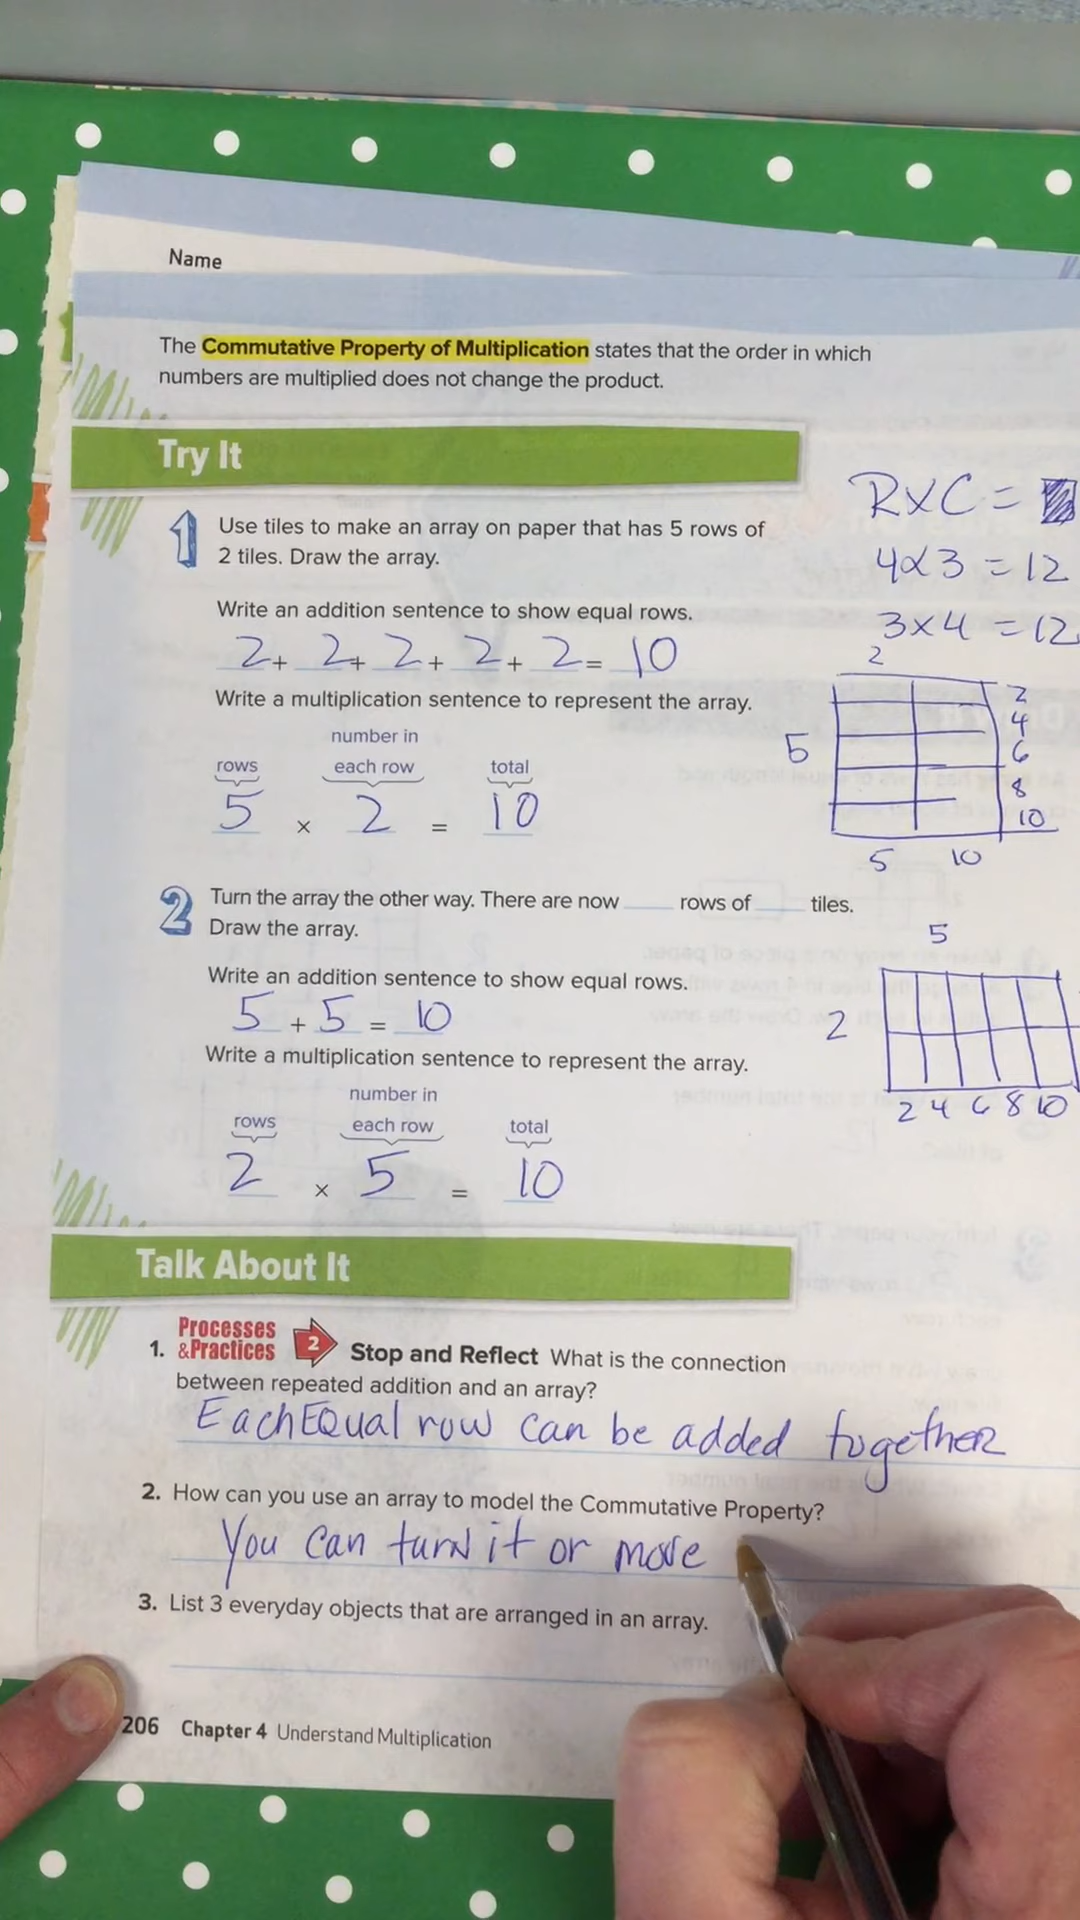 Name
The Commutative Property of Multiplication states that the order in which
numbers are multiplied does not change the product.
Try It
R×C =
4×3 = 12
3×4 = 12
1 Use tiles to make an array on paper that has 5 rows of
2 tiles. Draw the array.
Write an addition sentence to show equal rows.
2 + 2 + 2 + 2 + 2 = 10
Write a multiplication sentence to represent the array.
rows number in each row total
5 × 2 = 10
2
5
2
4
6
8
10
5 10
2 Turn the array the other way. There are now ___ rows of ___ tiles.
Draw the array.
Write an addition sentence to show equal rows.
5 + 5 = 10
Write a multiplication sentence to represent the array.
rows number in each row total
2 × 5 = 10
5
2
2 4 6 8 10
Talk About It
1. Processes &Practices 2 Stop and Reflect What is the connection
between repeated addition and an array?
Each Equal row can be added together
2. How can you use an array to model the Commutative Property?
You can turn it or move
3. List 3 everyday objects that are arranged in an array.
206 Chapter 4 Understand Multiplication